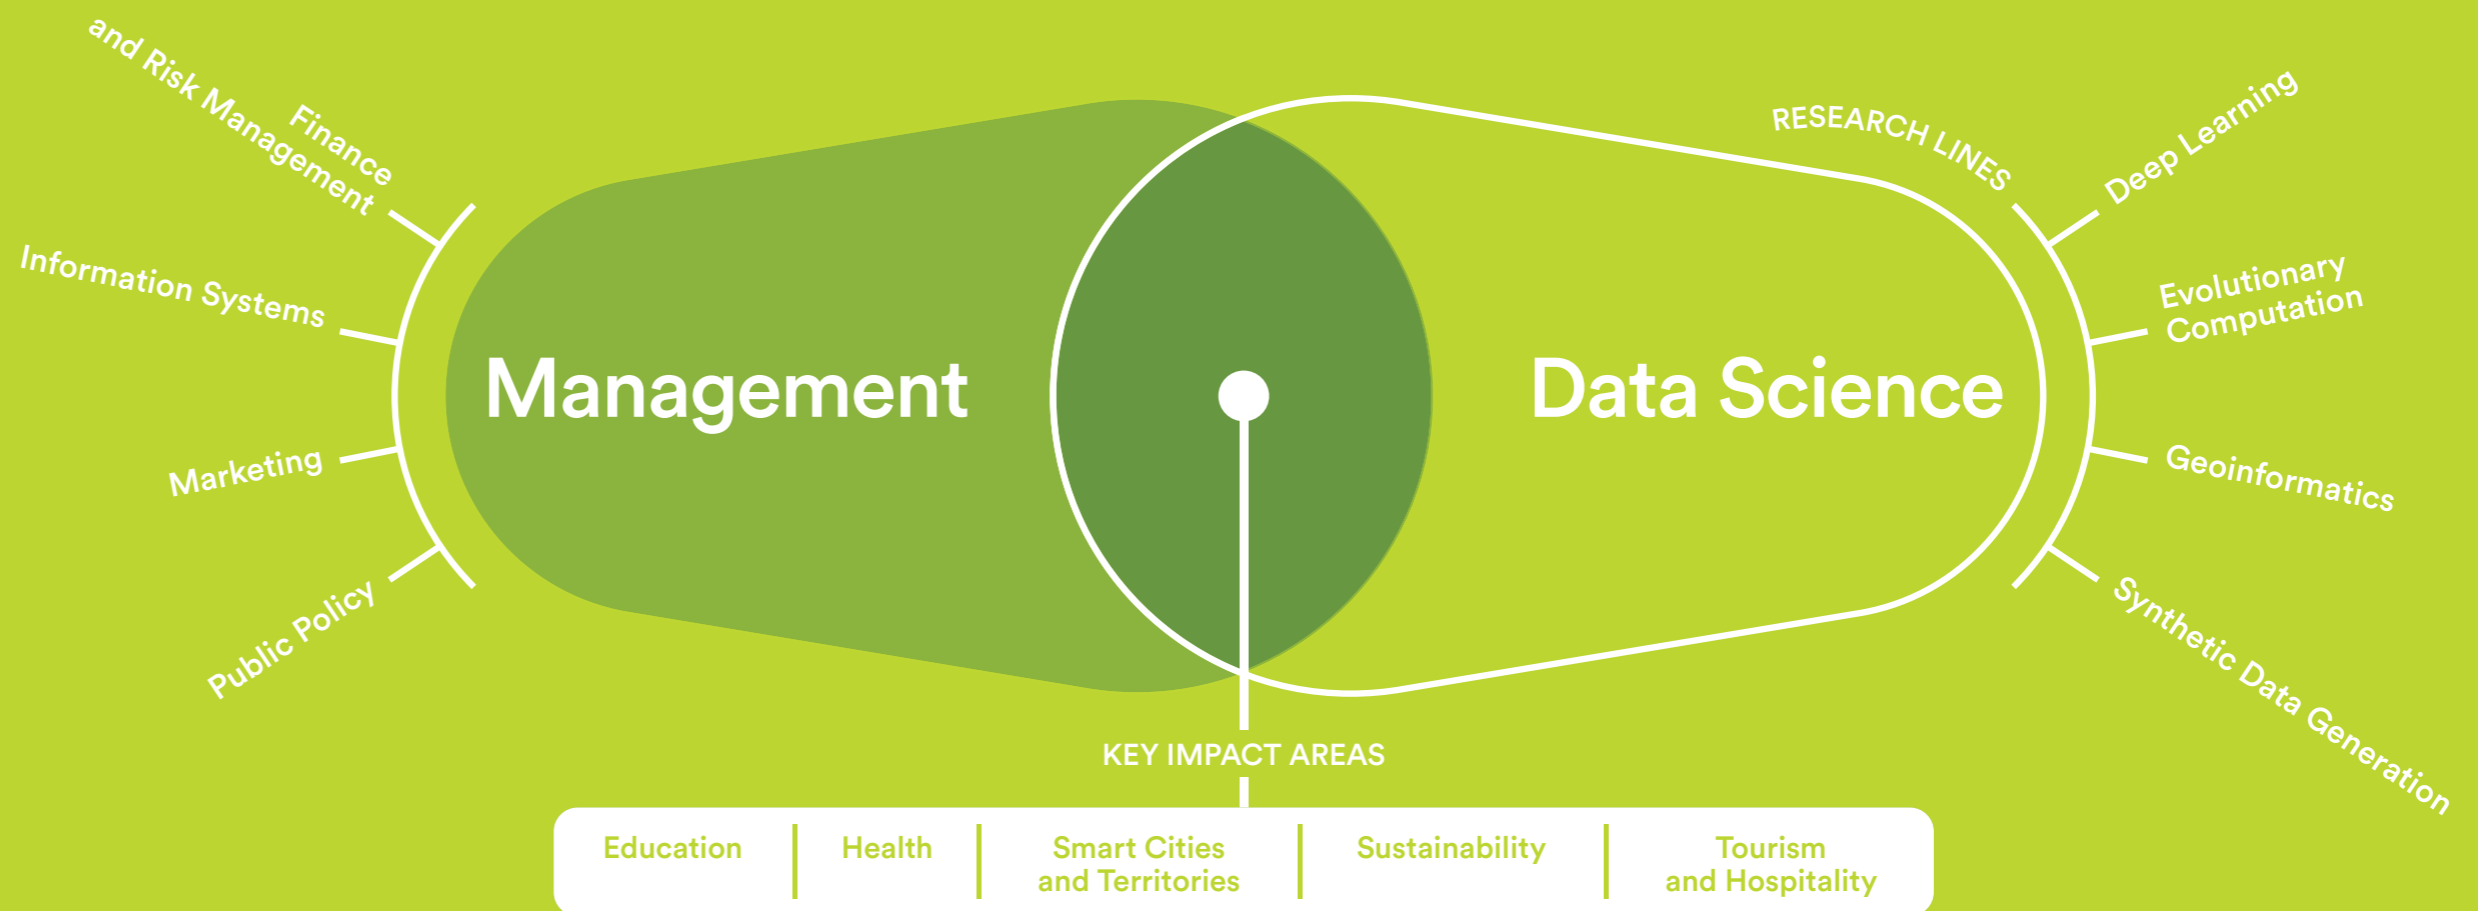 Finance
and Risk Management
Information Systems
Marketing
Public Policy
Management
Data Science
RESEARCH LINES
Deep Learning
Evolutionary
Computation
Geoinformatics
Synthetic Data Generation
KEY IMPACT AREAS
Education
Health
Smart Cities
and Territories
Sustainability
Tourism
and Hospitality